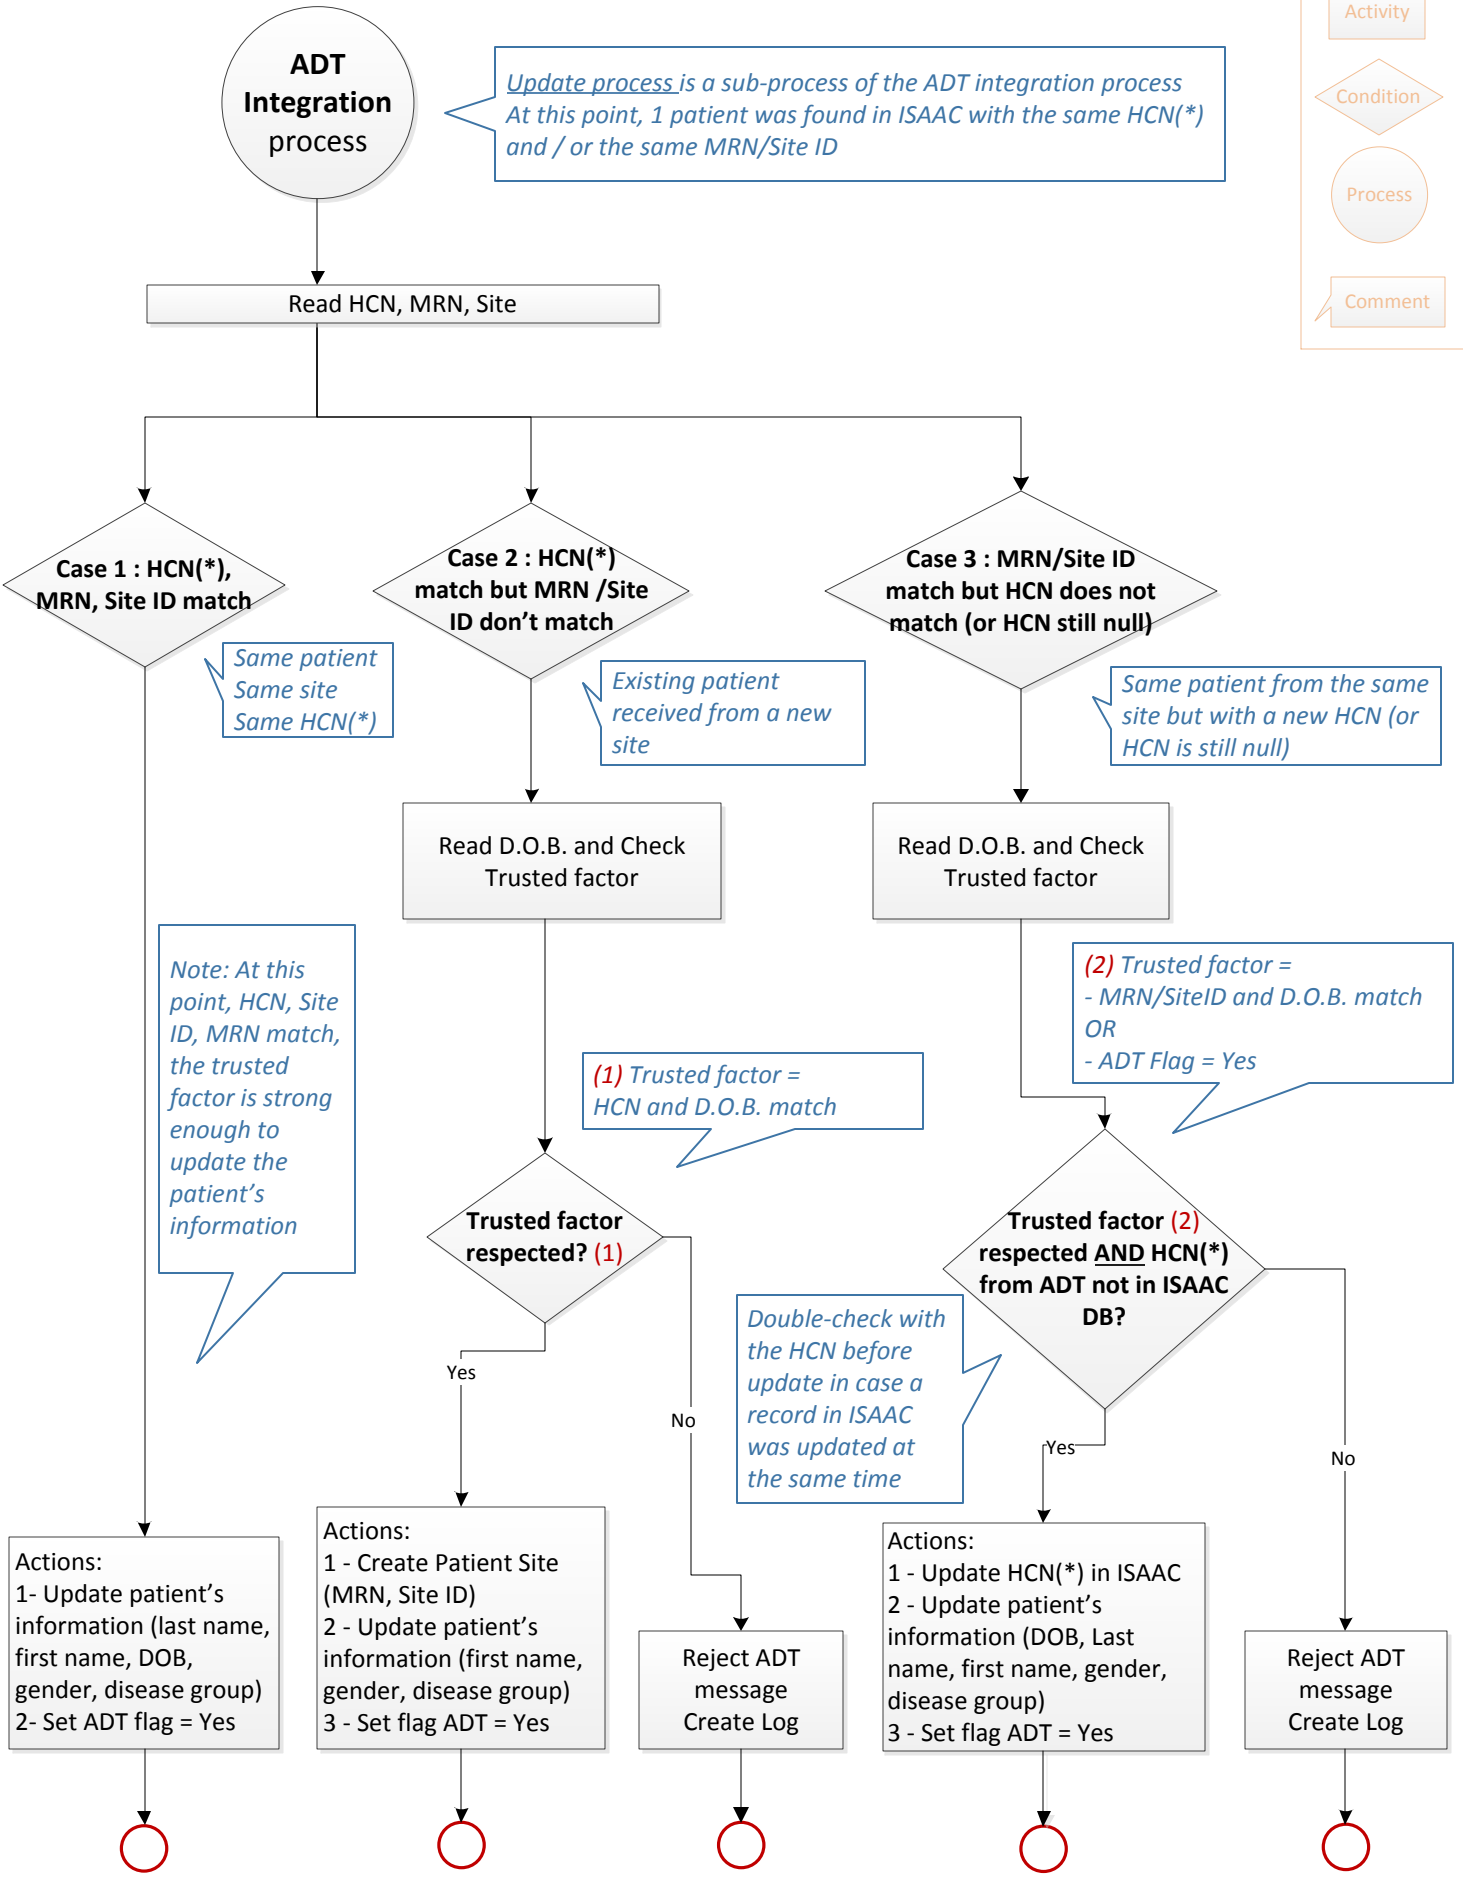 ADT
Integration
process
Update process is a sub-process of the ADT integration process
At this point, 1 patient was found in ISAAC with the same HCN(*)
and / or the same MRN/Site ID
Activity
Condition
Process
Comment
Read HCN, MRN, Site
Case 1 : HCN(*),
MRN, Site ID match
Same patient
Same site
Same HCN(*)
Case 2 : HCN(*)
match but MRN /Site
ID don't match
Existing patient
received from a new
site
Case 3 : MRN/Site ID
match but HCN does not
match (or HCN still null)
Same patient from the same
site but with a new HCN (or
HCN is still null)
Read D.O.B. and Check
Trusted factor
Read D.O.B. and Check
Trusted factor
Note: At this
point, HCN, Site
ID, MRN match,
the trusted
factor is strong
enough to
update the
patient's
information
(1) Trusted factor =
HCN and D.O.B. match
(2) Trusted factor =
- MRN/SiteID and D.O.B. match
OR
- ADT Flag = Yes
Trusted factor
respected? (1)
Trusted factor (2)
respected AND HCN(*)
from ADT not in ISAAC
DB?
Double-check with
the HCN before
update in case a
record in ISAAC
was updated at
the same time
Yes
No
Yes
No
Actions:
1- Update patient's
information (last name,
first name, DOB,
gender, disease group)
2- Set ADT flag = Yes
Actions:
1 - Create Patient Site
(MRN, Site ID)
2 - Update patient's
information (first name,
gender, disease group)
3 - Set flag ADT = Yes
Reject ADT
message
Create Log
Actions:
1 - Update HCN(*) in ISAAC
2 - Update patient's
information (DOB, Last
name, first name, gender,
disease group)
3 - Set flag ADT = Yes
Reject ADT
message
Create Log